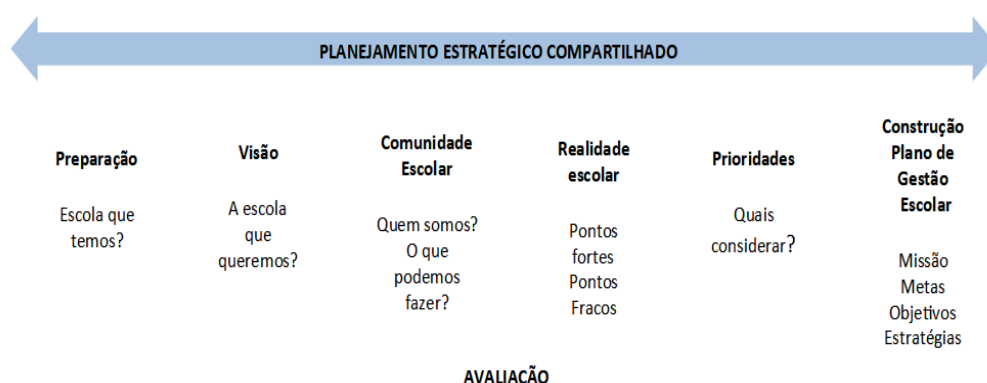 PLANEJAMENTO ESTRATÉGICO COMPARTILHADO
Preparação
Escola que
temos?
Visão
A escola
que
queremos?
Comunidade
Escolar
Quem somos?
O que
podemos
fazer?
Realidade
escolar
Pontos
fortes
Pontos
Fracos
Prioridades
Quais
considerar?
Construção
Plano de
Gestão
Escolar
Missão
Metas
Objetivos
Estratégias
AVALIAÇÃO